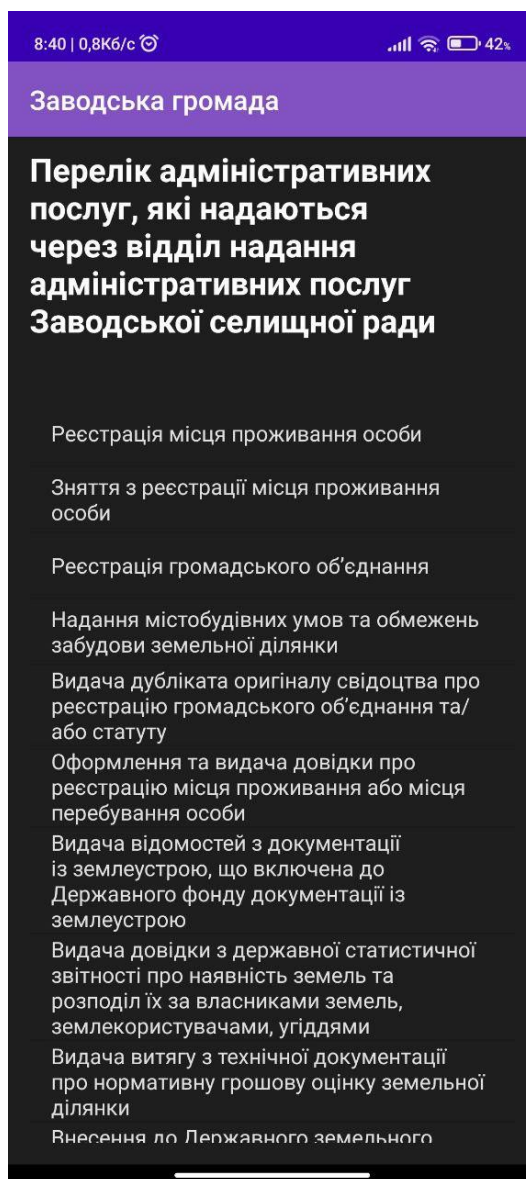 8:40 | 0,8Кб/с
42%
Заводська громада
Перелік адміністративних
послуг, які надаються
через відділ надання
адміністративних послуг
Заводської селищної ради
Реєстрація місця проживання особи
Зняття з реєстрації місця проживання
особи
Реєстрація громадського об’єднання
Надання містобудівних умов та обмежень
забудови земельної ділянки
Видача дубліката оригіналу свідоцтва про
реєстрацію громадського об’єднання та/
або статуту
Оформлення та видача довідки про
реєстрацію місця проживання або місця
перебування особи
Видача відомостей з документації
із землеустрою, що включена до
Державного фонду документації із
землеустрою
Видача довідки з державної статистичної
звітності про наявність земель та
розподіл їх за власниками земель,
землекористувачами, угіддями
Видача витягу з технічної документації
про нормативну грошову оцінку земельної
ділянки
Внесення до Державного земельного